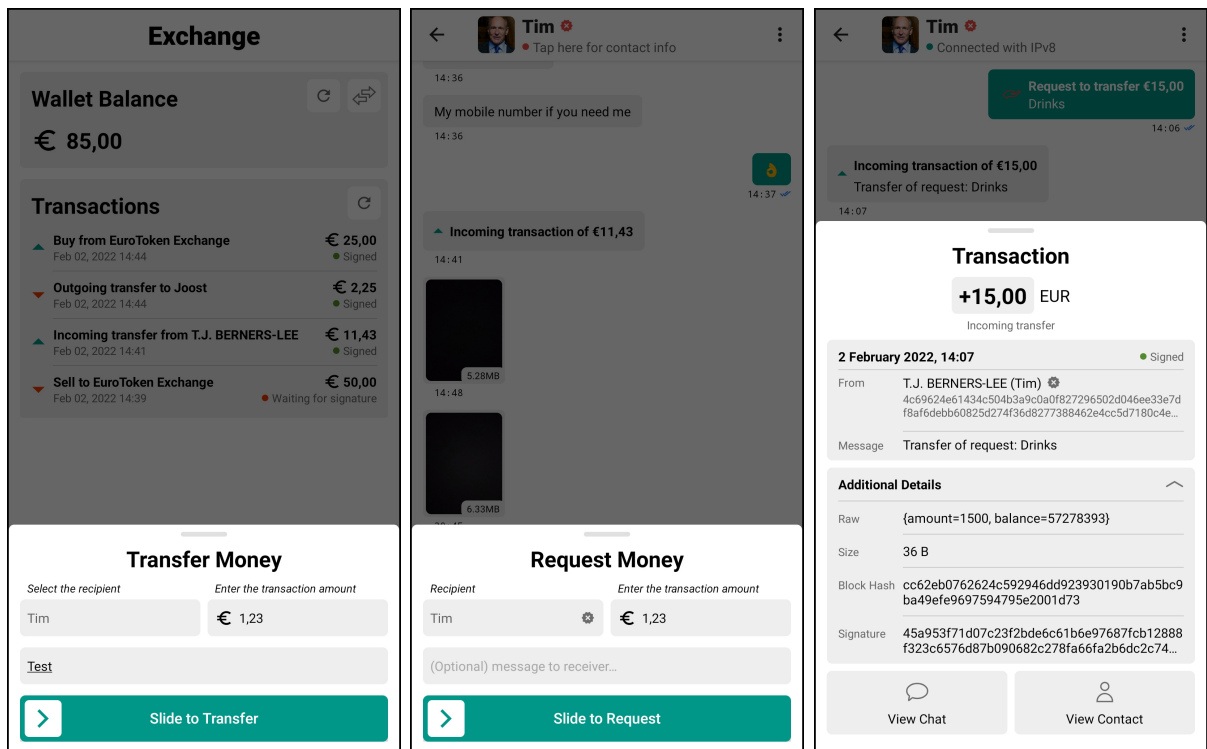 Exchange
Wallet Balance
€ 85,00
Transactions
Buy from EuroToken Exchange € 25,00
Feb 02, 2022 14:44 Signed
Outgoing transfer to Joost € 2,25
Feb 02, 2022 14:44 Signed
Incoming transfer from T.J. BERNERS-LEE € 11,43
Feb 02, 2022 14:41 Signed
Sell to EuroToken Exchange € 50,00
Feb 02, 2022 14:39 Waiting for signature
Transfer Money
Select the recipient Enter the transaction amount
Tim € 1,23
Test
Slide to Transfer
Tim
Tap here for contact info
14:36
My mobile number if you need me
14:36
14:37
Incoming transaction of €11,43
14:41
5.28MB
14:48
6.33MB
Request Money
Recipient Enter the transaction amount
Tim € 1,23
(Optional) message to receiver...
Slide to Request
Tim
Connected with IPv8
Request to transfer €15,00
Drinks
14:06
Incoming transaction of €15,00
Transfer of request: Drinks
14:07
Transaction
+15,00 EUR
Incoming transfer
2 February 2022, 14:07 Signed
From T.J. BERNERS-LEE (Tim)
4c69624e61434c504b3a9c0a0f827296502d046ee33e7d
f8af6debb60825d274f36d8277388462e4cc5d7180c4e...
Message Transfer of request: Drinks
Additional Details
Raw {amount=1500, balance=57278393}
Size 36 B
Block Hash cc62eb0762624c592946dd923930190b7ab5bc9
ba49efe9697594795e2001d73
Signature 45a953f71d07c23f2bde6c61b6e97687fcb12888
f323c6576d87b090682c278fa66fa2b6dc2c74...
View Chat View Contact